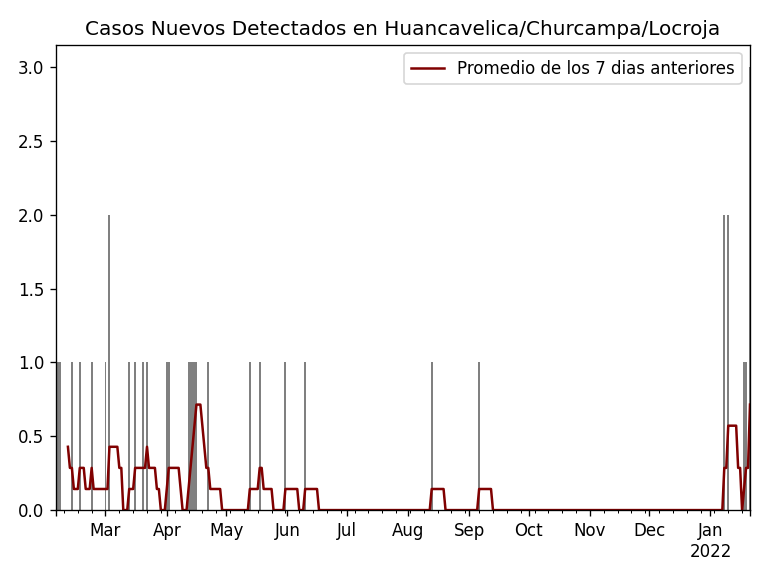 Casos Nuevos Detectados en Huancavelica/Churcampa/Locroja
Promedio de los 7 dias anteriores
3.0
2.5
2.0
1.5
1.0
0.5
0.0
Mar Apr May Jun Jul Aug Sep Oct Nov Dec Jan
2022